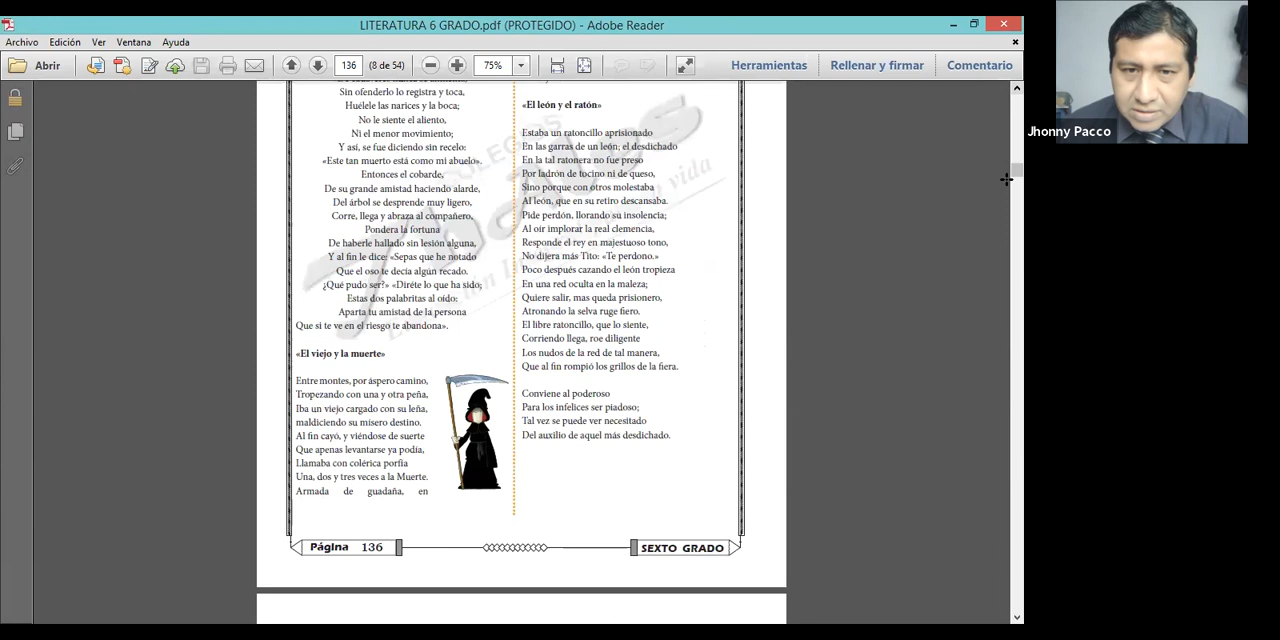 LITERATURA 6 GRADO.pdf (PROTEGIDO) - Adobe Reader
Archivo Edición Ver Ventana Ayuda
Abrir 136 (8 de 54) 75% Herramientas Rellenar y firmar Comentario
Jhonny Pacco
Sin ofenderlo lo registra y toca,
Huélele las narices y la boca;
No le siente el aliento,
Ni el menor movimiento;
Y así, se fue diciendo sin recelo:
«Este tan muerto está como mi abuelo».
Entonces el cobarde,
De su grande amistad haciendo alarde,
Del árbol se desprende muy ligero,
Corre, llega y abraza al compañero,
Pondera la fortuna
De haberle hallado sin lesión alguna,
Y al fin le dice: «Sepas que he notado
Que el oso te decía algún recado.
¿Qué pudo ser?» «Diréte lo que ha sido;
Estas dos palabritas al oído:
Aparta tu amistad de la persona
Que si te ve en el riesgo te abandona».
«El viejo y la muerte»
Entre montes, por áspero camino,
Tropezando con una y otra peña,
Iba un viejo cargado con su leña,
maldiciendo su mísero destino.
Al fin cayó, y viéndose de suerte
Que apenas levantarse ya podía,
Llamaba con colérica porfía
Una, dos y tres veces a la Muerte.
Armada de guadaña, en
«El león y el ratón»
Estaba un ratoncillo aprisionado
En las garras de un león; el desdichado
En la tal ratonera no fue preso
Por ladrón de tocino ni de queso,
Sino porque con otros molestaba
Al león, que en su retiro descansaba.
Pide perdón, llorando su insolencia;
Al oír implorar la real clemencia,
Responde el rey en majestuoso tono,
No dijera más Tito: «Te perdono.»
Poco después cazando el león tropieza
En una red oculta en la maleza;
Quiere salir, mas queda prisionero,
Atronando la selva ruge fiero.
El libre ratoncillo, que lo siente,
Corriendo llega, roe diligente
Los nudos de la red de tal manera,
Que al fin rompió los grillos de la fiera.
Conviene al poderoso
Para los infelices ser piadoso;
Tal vez se puede ver necesitado
Del auxilio de aquel más desdichado.
Página 136
SEXTO GRADO